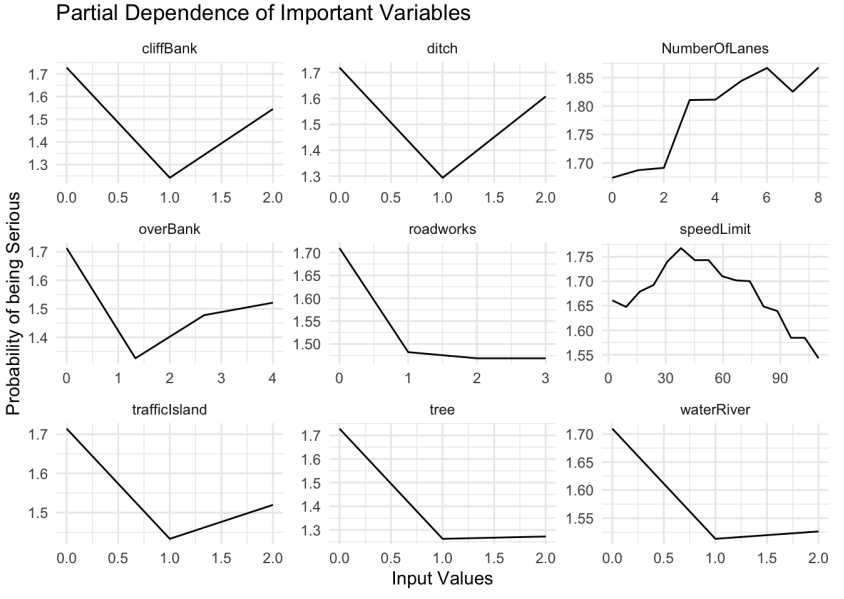 Partial Dependence of Important Variables
cliffBank
ditch
NumberOfLanes
1.7
1.6
1.5
1.4
1.3
0.0 0.5 1.0 1.5 2.0
1.7
1.6
1.5
1.4
1.3
0.0 0.5 1.0 1.5 2.0
1.85
1.80
1.75
1.70
0 2 4 6 8
Probability of being Serious
overBank
roadworks
speedLimit
1.7
1.6
1.5
1.4
0 1 2 3 4
1.70
1.65
1.60
1.55
1.50
0 1 2 3
1.75
1.70
1.65
1.60
1.55
0 30 60 90
trafficIsland
tree
waterRiver
1.7
1.6
1.5
0.0 0.5 1.0 1.5 2.0
1.7
1.6
1.5
1.4
1.3
0.0 0.5 1.0 1.5 2.0
1.70
1.65
1.60
1.55
0.0 0.5 1.0 1.5 2.0
Input Values